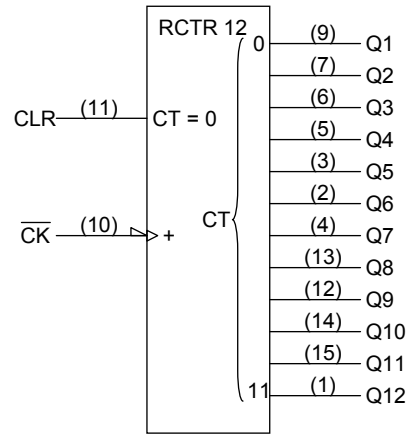 RCTR 12
0 (9) Q1
(7) Q2
(6) Q3
CLR (11) CT = 0
(5) Q4
(3) Q5
(2) Q6
CK (10) + CT
(4) Q7
(13) Q8
(12) Q9
(14) Q10
(15) Q11
11 (1) Q12